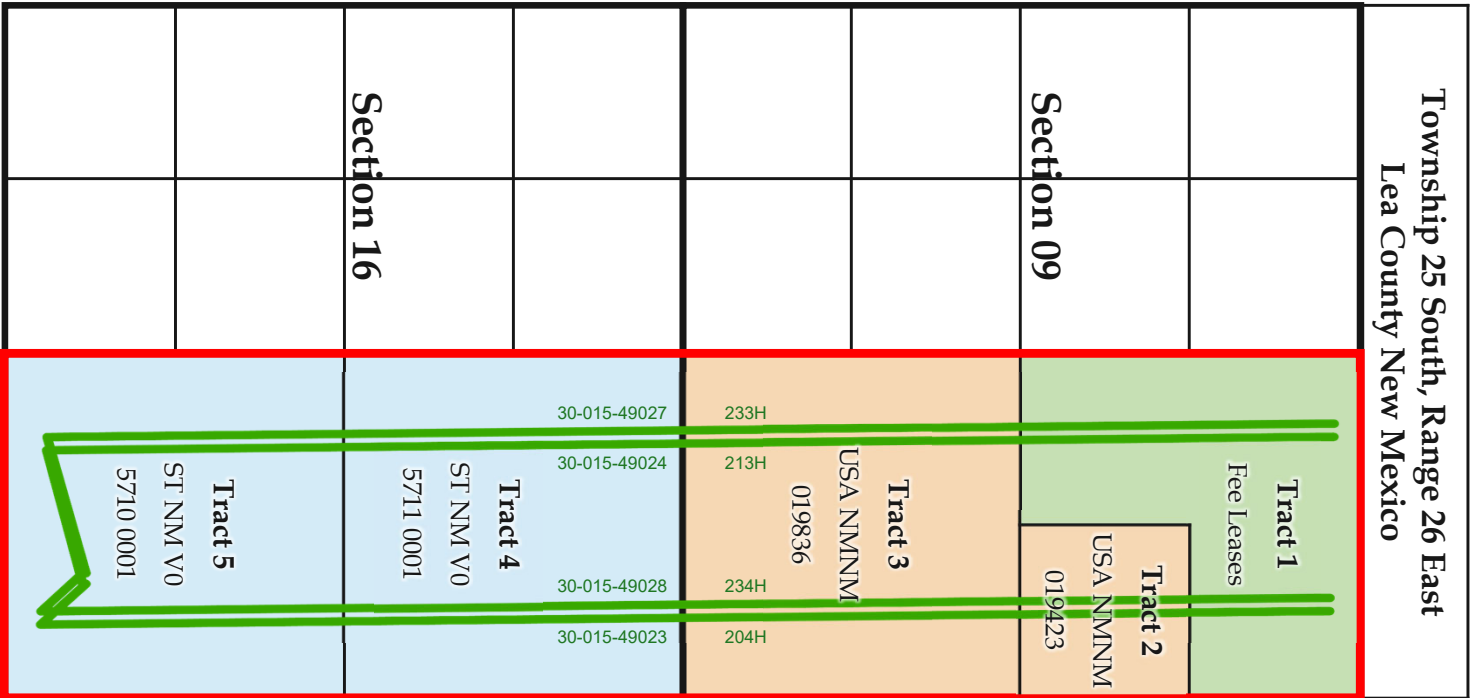 Township 25 South, Range 26 East
Lea County New Mexico
Section 09
Tract 1
Fee Leases
Tract 2
USA NMNM
019423
Tract 3
USA NMNM
019836
233H
213H
234H
204H
Section 16
30-015-49027
30-015-49024
30-015-49028
30-015-49023
Tract 4
ST NM V0
5711 0001
Tract 5
ST NM V0
5710 0001